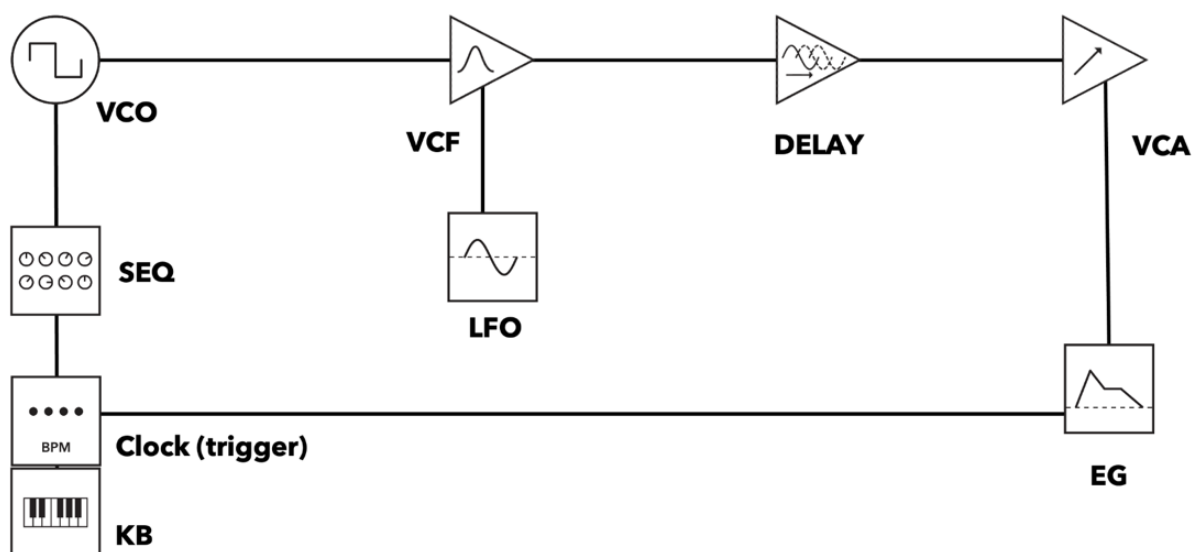 VCO
VCF
DELAY
VCA
SEQ
LFO
BPM
Clock (trigger)
EG
KB